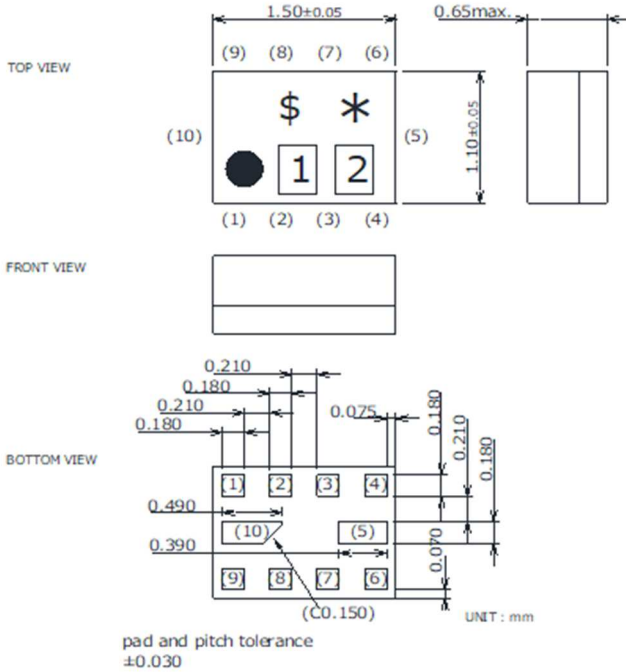 1.50±0.05
0.65max.
(9) (8) (7) (6)
TOP VIEW
$ *
(10)
(5)
1.10±0.05
1 2
(1) (2) (3) (4)
FRONT VIEW
0.210
0.180
0.210
0.075
0.180
0.180
0.210
0.180
BOTTOM VIEW
(1) (2) (3) (4)
0.490
(10) (5)
0.390
0.070
(9) (8) (7) (6)
(C0.150)
UNIT : mm
pad and pitch tolerance
±0.030